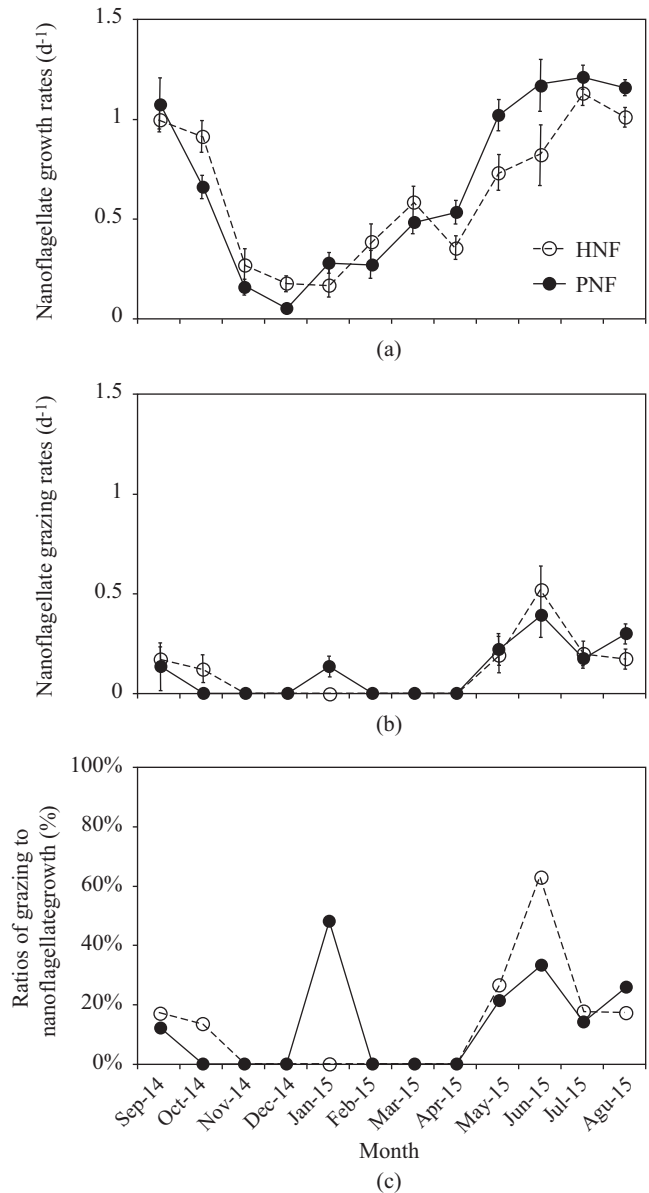 Nanoflagellate growth rates (d-1)
1.5
1
0.5
0
HNF
PNF
(a)
Nanoflagellate grazing rates (d-1)
1.5
1
0.5
0
(b)
Ratios of grazing to
nanoflagellategrowth (%)
100%
80%
60%
40%
20%
0%
Sep-14
Oct-14
Nov-14
Dec-14
Jan-15
Feb-15
Mar-15
Apr-15
May-15
Jun-15
Jul-15
Agu-15
Month
(c)